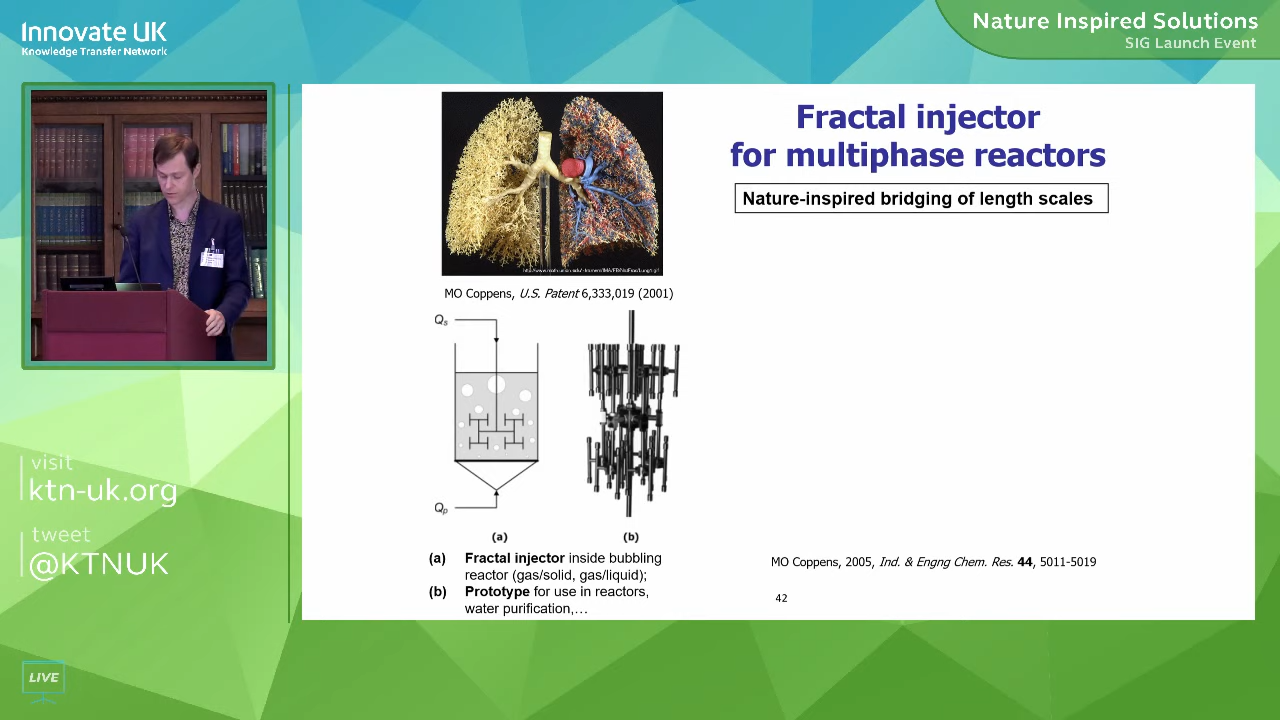 Innovate UK
Knowledge Transfer Network
Nature Inspired Solutions
SIG Launch Event
Fractal injector
for multiphase reactors
Nature-inspired bridging of length scales
MO Coppens, U.S. Patent 6,333,019 (2001)
Qs
Qp
(a)
(b)
(a) Fractal injector inside bubbling
reactor (gas/solid, gas/liquid);
(b) Prototype for use in reactors,
water purification,…
MO Coppens, 2005, Ind. & Engng Chem. Res. 44, 5011-5019
42
visit
ktn-uk.org
tweet
@KTNUK
LIVE